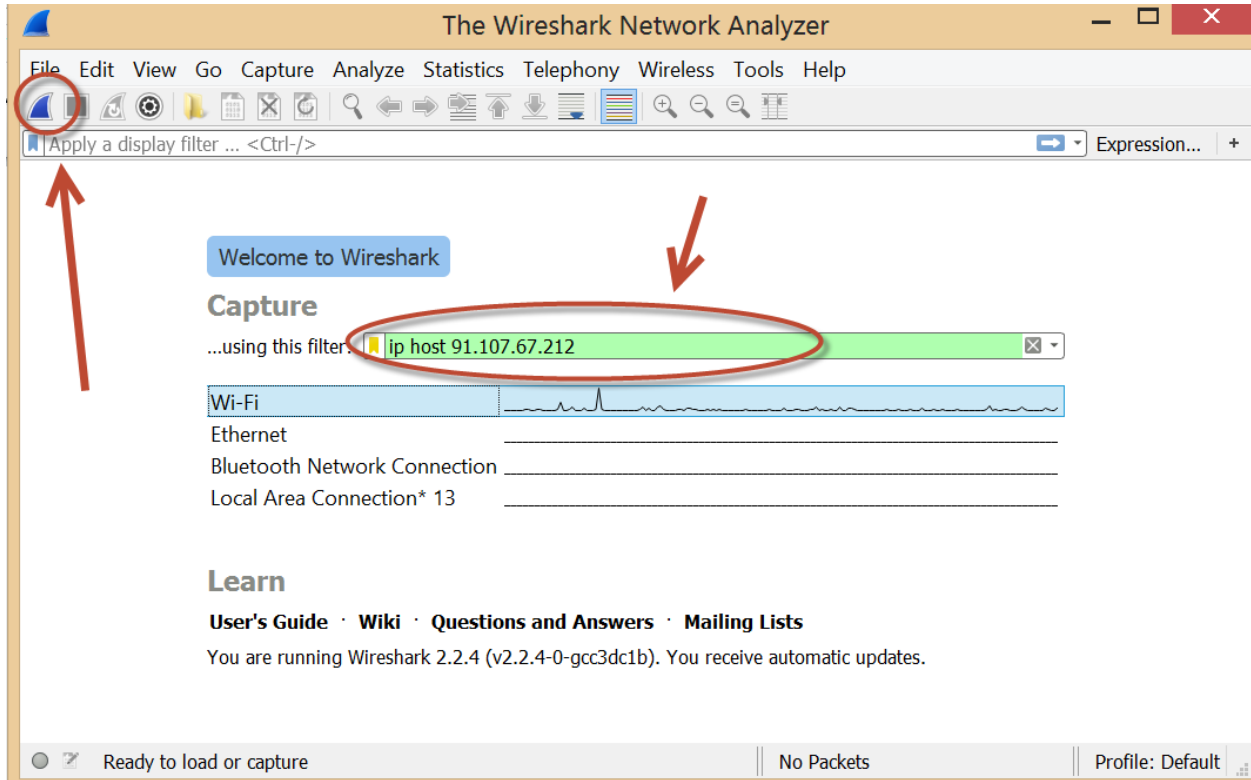 The Wireshark Network Analyzer
File Edit View Go Capture Analyze Statistics Telephony Wireless Tools Help
Apply a display filter ... <Ctrl-/> Expression... +
Welcome to Wireshark
Capture
...using this filter: ip host 91.107.67.212
Wi-Fi
Ethernet
Bluetooth Network Connection
Local Area Connection* 13
Learn
User's Guide · Wiki · Questions and Answers · Mailing Lists
You are running Wireshark 2.2.4 (v2.2.4-0-gcc3dc1b). You receive automatic updates.
Ready to load or capture No Packets Profile: Default